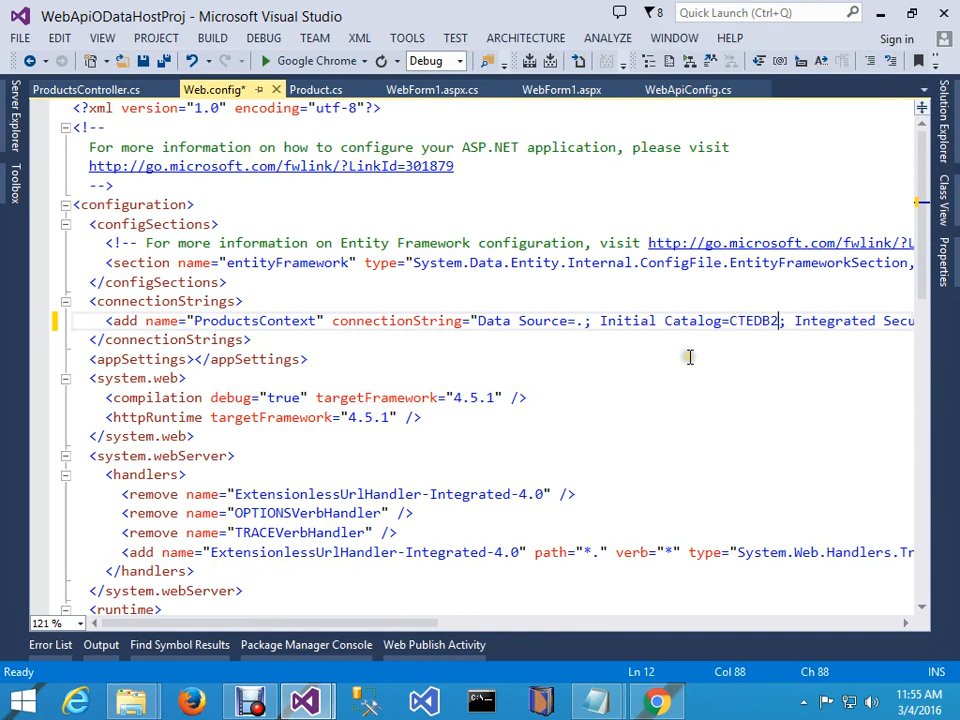 WebApiODataHostProj - Microsoft Visual Studio
8
Quick Launch (Ctrl+Q)
FILE EDIT VIEW PROJECT BUILD DEBUG TEAM XML TOOLS TEST ARCHITECTURE ANALYZE WINDOW HELP Sign in
Google Chrome Debug
ProductsController.cs Web.config* Product.cs WebForm1.aspx.cs WebForm1.aspx WebApiConfig.cs
Server Explorer
Toolbox
Solution Explorer
Class View
Properties
<?xml version="1.0" encoding="utf-8"?>
<!--
For more information on how to configure your ASP.NET application, please visit
http://go.microsoft.com/fwlink/?LinkId=301879
-->
<configuration>
<configSections>
<!-- For more information on Entity Framework configuration, visit http://go.microsoft.com/fwlink/?L
<section name="entityFramework" type="System.Data.Entity.Internal.ConfigFile.EntityFrameworkSection,
</configSections>
<connectionStrings>
<add name="ProductsContext" connectionString="Data Source=.; Initial Catalog=CTEDB2; Integrated Secu
</connectionStrings>
<appSettings></appSettings>
<system.web>
<compilation debug="true" targetFramework="4.5.1" />
<httpRuntime targetFramework="4.5.1" />
</system.web>
<system.webServer>
<handlers>
<remove name="ExtensionlessUrlHandler-Integrated-4.0" />
<remove name="OPTIONSVerbHandler" />
<remove name="TRACEVerbHandler" />
<add name="ExtensionlessUrlHandler-Integrated-4.0" path="*." verb="*" type="System.Web.Handlers.Tr
</handlers>
</system.webServer>
<runtime>
121 %
Error List Output Find Symbol Results Package Manager Console Web Publish Activity
Ready Ln 12 Col 88 Ch 88 INS
11:55 AM
3/4/2016